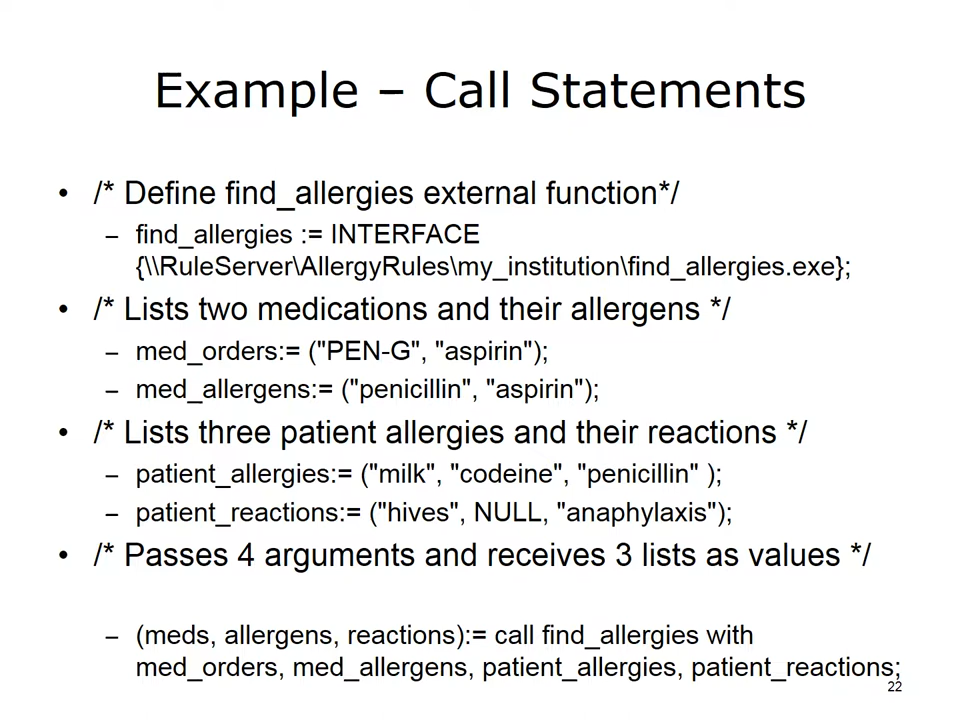 Example – Call Statements
• /* Define find_allergies external function*/
– find_allergies := INTERFACE
{\\RuleServer\AllergyRules\my_institution\find_allergies.exe};
• /* Lists two medications and their allergens */
– med_orders:= ("PEN-G", "aspirin");
– med_allergens:= ("penicillin", "aspirin");
• /* Lists three patient allergies and their reactions */
– patient_allergies:= ("milk", "codeine", "penicillin" );
– patient_reactions:= ("hives", NULL, "anaphylaxis");
• /* Passes 4 arguments and receives 3 lists as values */
– (meds, allergens, reactions):= call find_allergies with
med_orders, med_allergens, patient_allergies, patient_reactions;
22